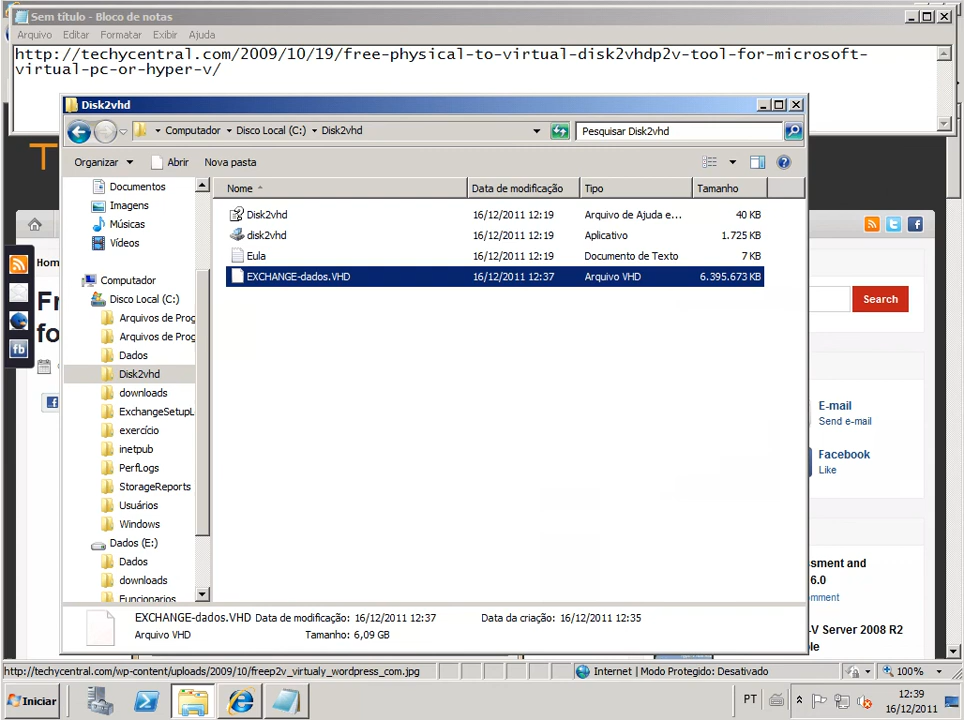 Sem título - Bloco de notas
Arquivo Editar Formatar Exibir Ajuda
http://techycentral.com/2009/10/19/free-physical-to-virtual-disk2vhdp2v-tool-for-microsoft-
virtual-pc-or-hyper-v/
Disk2vhd
Computador Disco Local (C:) Disk2vhd
Pesquisar Disk2vhd
Organizar Abrir Nova pasta
Documentos
Imagens
Músicas
Vídeos
Computador
Disco Local (C:)
Arquivos de Prog
Arquivos de Prog
Dados
Disk2vhd
downloads
ExchangeSetupL
exercício
inetpub
PerfLogs
StorageReports
Usuários
Windows
Dados (E:)
Dados
downloads
Funcionarios
Nome Data de modificação Tipo Tamanho
Disk2vhd 16/12/2011 12:19 Arquivo de Ajuda e... 40 KB
disk2vhd 16/12/2011 12:19 Aplicativo 1.725 KB
Eula 16/12/2011 12:19 Documento de Texto 7 KB
EXCHANGE-dados.VHD 16/12/2011 12:37 Arquivo VHD 6.395.673 KB
EXCHANGE-dados.VHD Data de modificação: 16/12/2011 12:37 Data da criação: 16/12/2011 12:35
Arquivo VHD Tamanho: 6,09 GB
T
Hom
Fr
fo
fb
Search
E-mail
Send e-mail
Facebook
Like
sment and
6.0
mment
-V Server 2008 R2
le
http://techycentral.com/wp-content/uploads/2009/10/freep2v_virtualy_wordpress_com.jpg
Internet | Modo Protegido: Desativado
100%
Iniciar
PT
12:39
16/12/2011